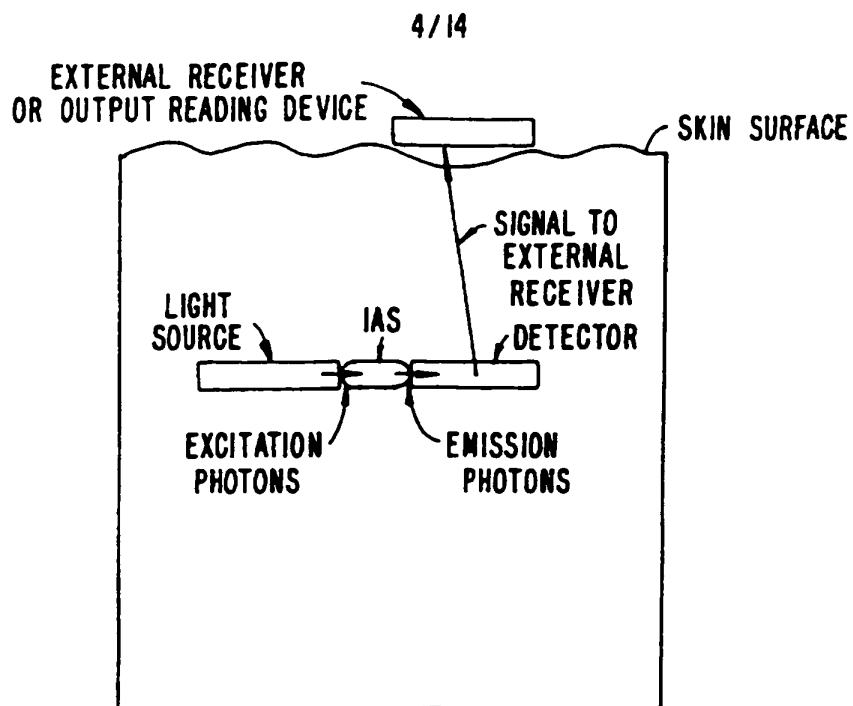 4/14
EXTERNAL RECEIVER
OR OUTPUT READING DEVICE
SKIN SURFACE
SIGNAL TO
EXTERNAL
RECEIVER
LIGHT
SOURCE
IAS
DETECTOR
EXCITATION
PHOTONS
EMISSION
PHOTONS